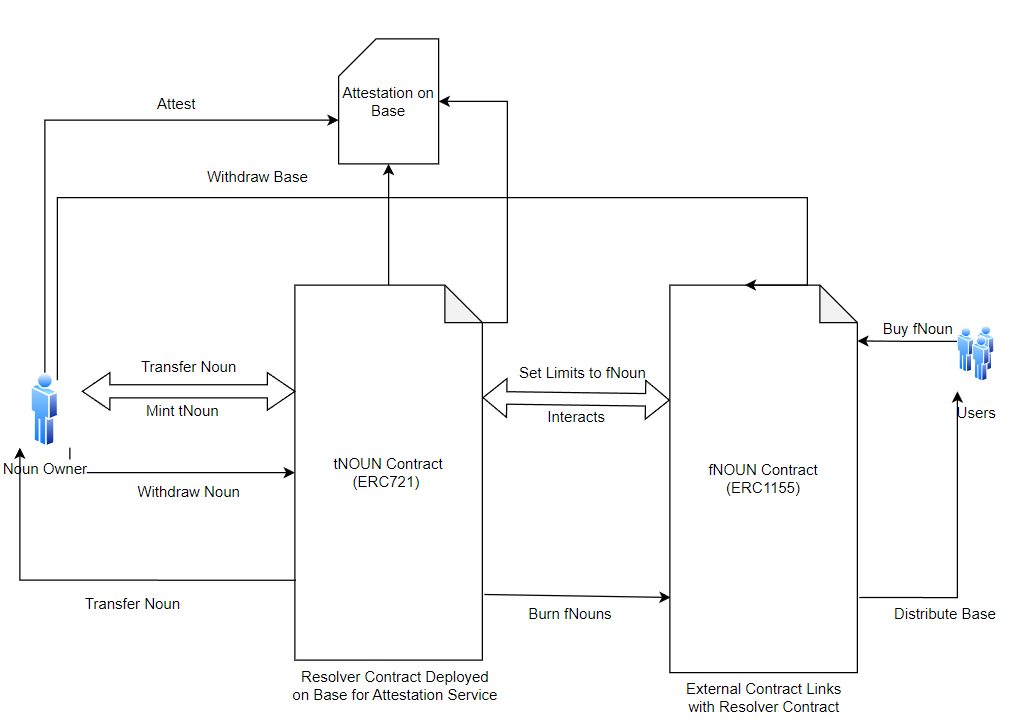 Attestation on
Base
Attest
Withdraw Base
Buy fNoun
Transfer Noun
Set Limits to fNoun
Mint tNoun
Interacts
Users
tNOUN Contract
(ERC721)
fNOUN Contract
(ERC1155)
Noun Owner
Withdraw Noun
Transfer Noun
Burn fNouns
Distribute Base
Resolver Contract Deployed
on Base for Attestation Service
External Contract Links
with Resolver Contract